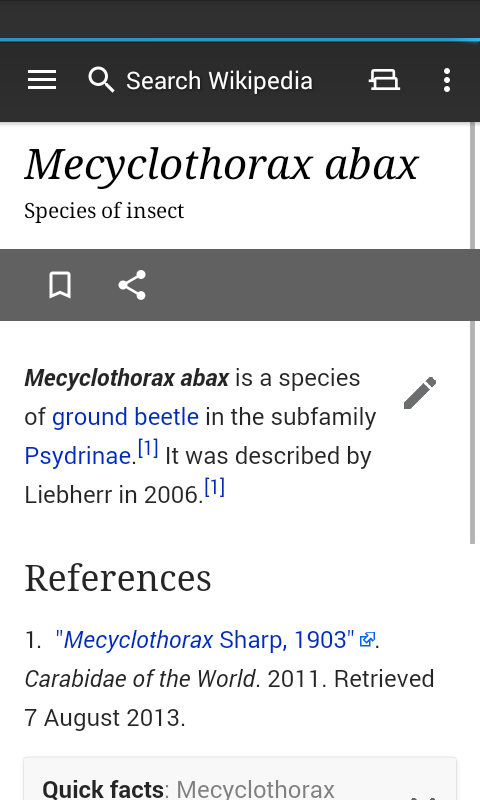 Search Wikipedia
Mecyclothorax abax
Species of insect
Mecyclothorax abax is a species
of ground beetle in the subfamily
Psydrinae.[1] It was described by
Liebherr in 2006.[1]
References
1. "Mecyclothorax Sharp, 1903".
Carabidae of the World. 2011. Retrieved
7 August 2013.
Quick facts: Mecyclothorax